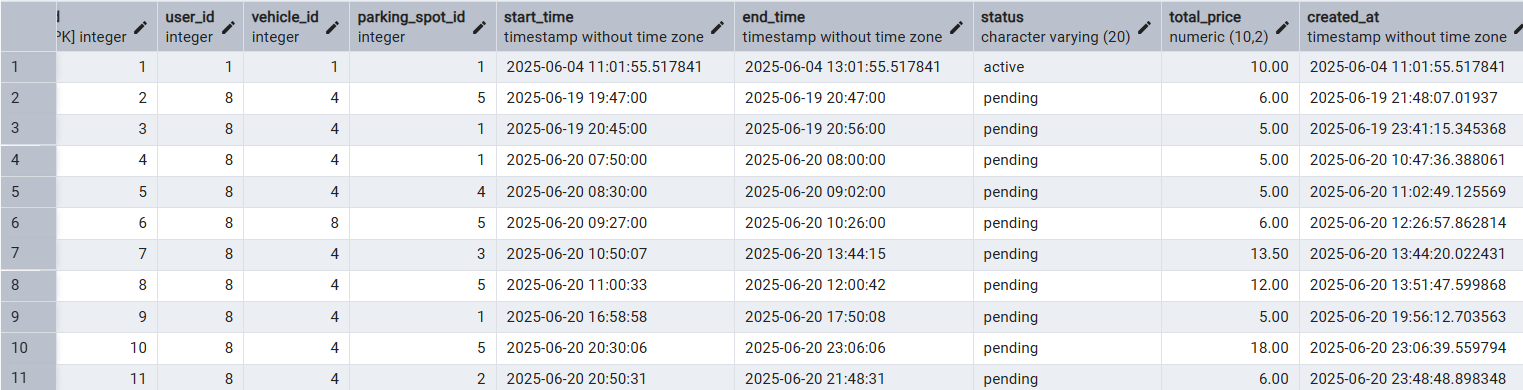 d user_id vehicle_id parking_spot_id start_time end_time status total_price created_at
PK] integer integer integer integer timestamp without time zone timestamp without time zone character varying (20) numeric (10,2) timestamp without time zone
1 1 1 1 1 2025-06-04 11:01:55.517841 2025-06-04 13:01:55.517841 active 10.00 2025-06-04 11:01:55.517841
2 2 8 4 5 2025-06-19 19:47:00 2025-06-19 20:47:00 pending 6.00 2025-06-19 21:48:07.01937
3 3 8 4 1 2025-06-19 20:45:00 2025-06-19 20:56:00 pending 5.00 2025-06-19 23:41:15.345368
4 4 8 4 1 2025-06-20 07:50:00 2025-06-20 08:00:00 pending 5.00 2025-06-20 10:47:36.388061
5 5 8 4 4 2025-06-20 08:30:00 2025-06-20 09:02:00 pending 5.00 2025-06-20 11:02:49.125569
6 6 8 8 5 2025-06-20 09:27:00 2025-06-20 10:26:00 pending 6.00 2025-06-20 12:26:57.862814
7 7 8 4 3 2025-06-20 10:50:07 2025-06-20 13:44:15 pending 13.50 2025-06-20 13:44:20.022431
8 8 8 4 5 2025-06-20 11:00:33 2025-06-20 12:00:42 pending 12.00 2025-06-20 13:51:47.599868
9 9 8 4 1 2025-06-20 16:58:58 2025-06-20 17:50:08 pending 5.00 2025-06-20 19:56:12.703563
10 10 8 4 5 2025-06-20 20:30:06 2025-06-20 23:06:06 pending 18.00 2025-06-20 23:06:39.559794
11 11 8 4 2 2025-06-20 20:50:31 2025-06-20 21:48:31 pending 6.00 2025-06-20 23:48:48.898348